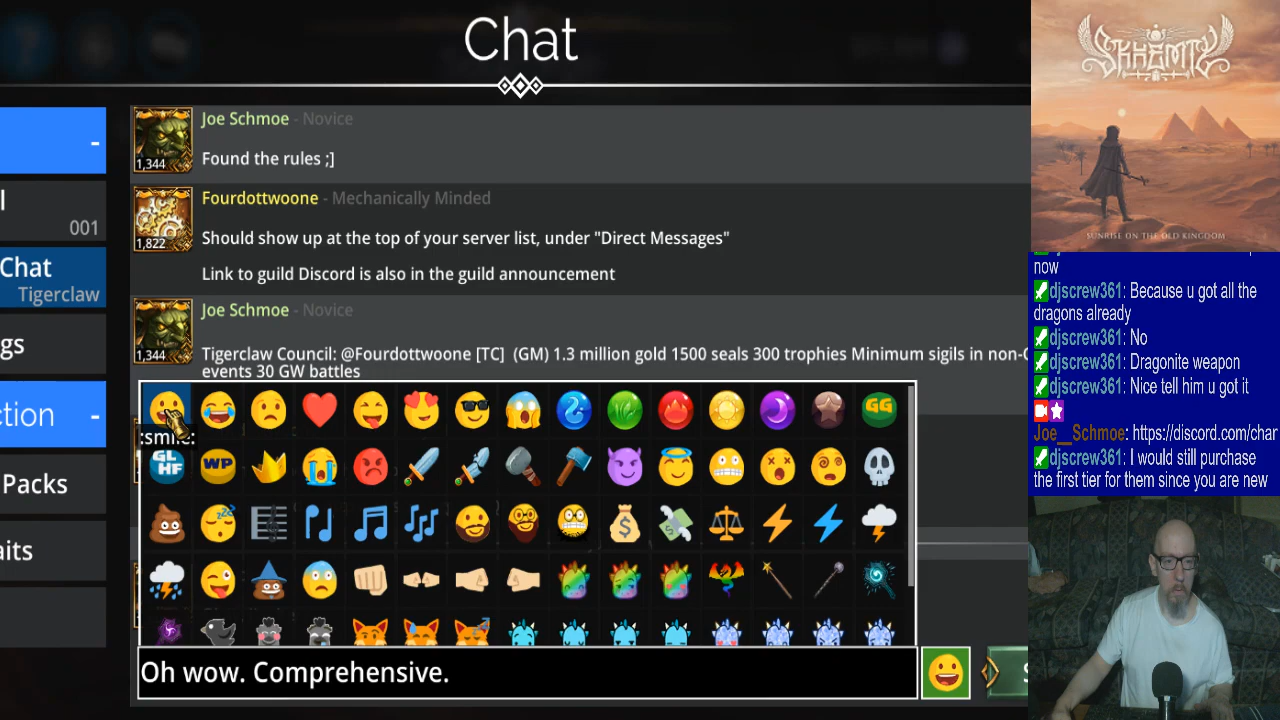 Chat
Joe Schmoe - Novice
1,344
Found the rules ;]
Fourdottwoone - Mechanically Minded
1,822
Should show up at the top of your server list, under "Direct Messages"
Link to guild Discord is also in the guild announcement
Joe Schmoe - Novice
1,344
Tigerclaw Council: @Fourdottwoone [TC] (GM) 1.3 million gold 1500 seals 300 trophies Minimum sigils in non-
events 30 GW battles
GG
GL
HF
WP
Oh wow. Comprehensive.
-
l
001
Chat
Tigerclaw
gs
ction -
Packs
aits
SKHEMTY
SUNRISE ON THE OLD KINGDOM
now
djscrew361: Because u got all the
dragons already
djscrew361: No
djscrew361: Dragonite weapon
djscrew361: Nice tell him u got it
Joe__Schmoe: https://discord.com/char
djscrew361: I would still purchase
the first tier for them since you are new